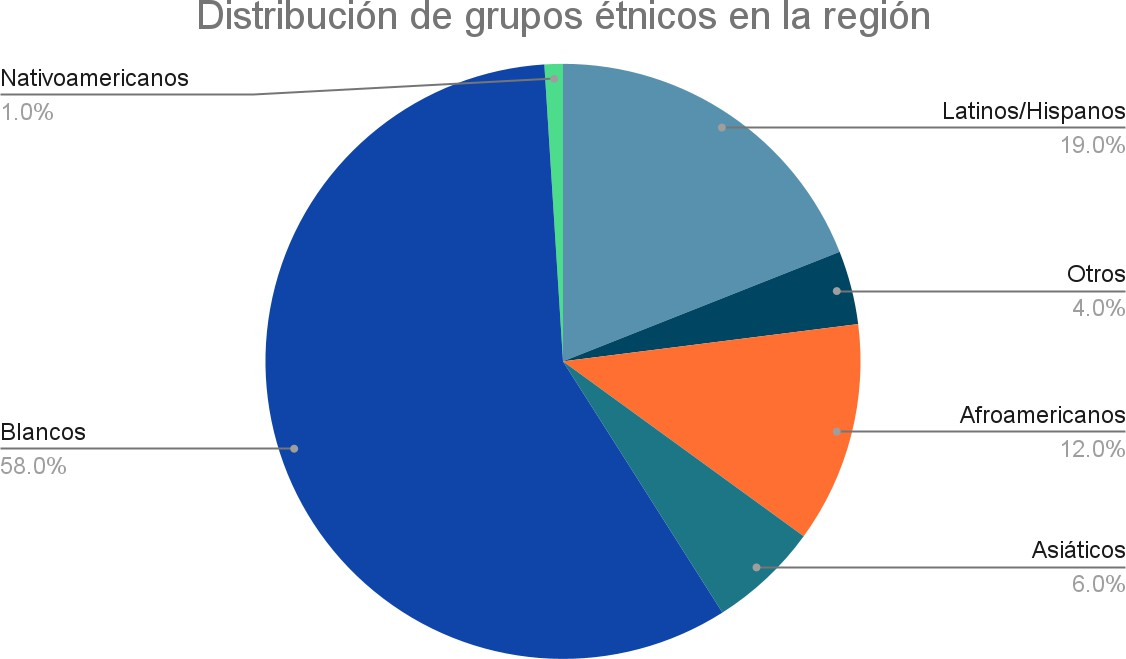 Distribución de grupos étnicos en la región
Nativoamericanos
1.0%
Latinos/Hispanos
19.0%
Otros
4.0%
Afroamericanos
12.0%
Blancos
58.0%
Asiáticos
6.0%